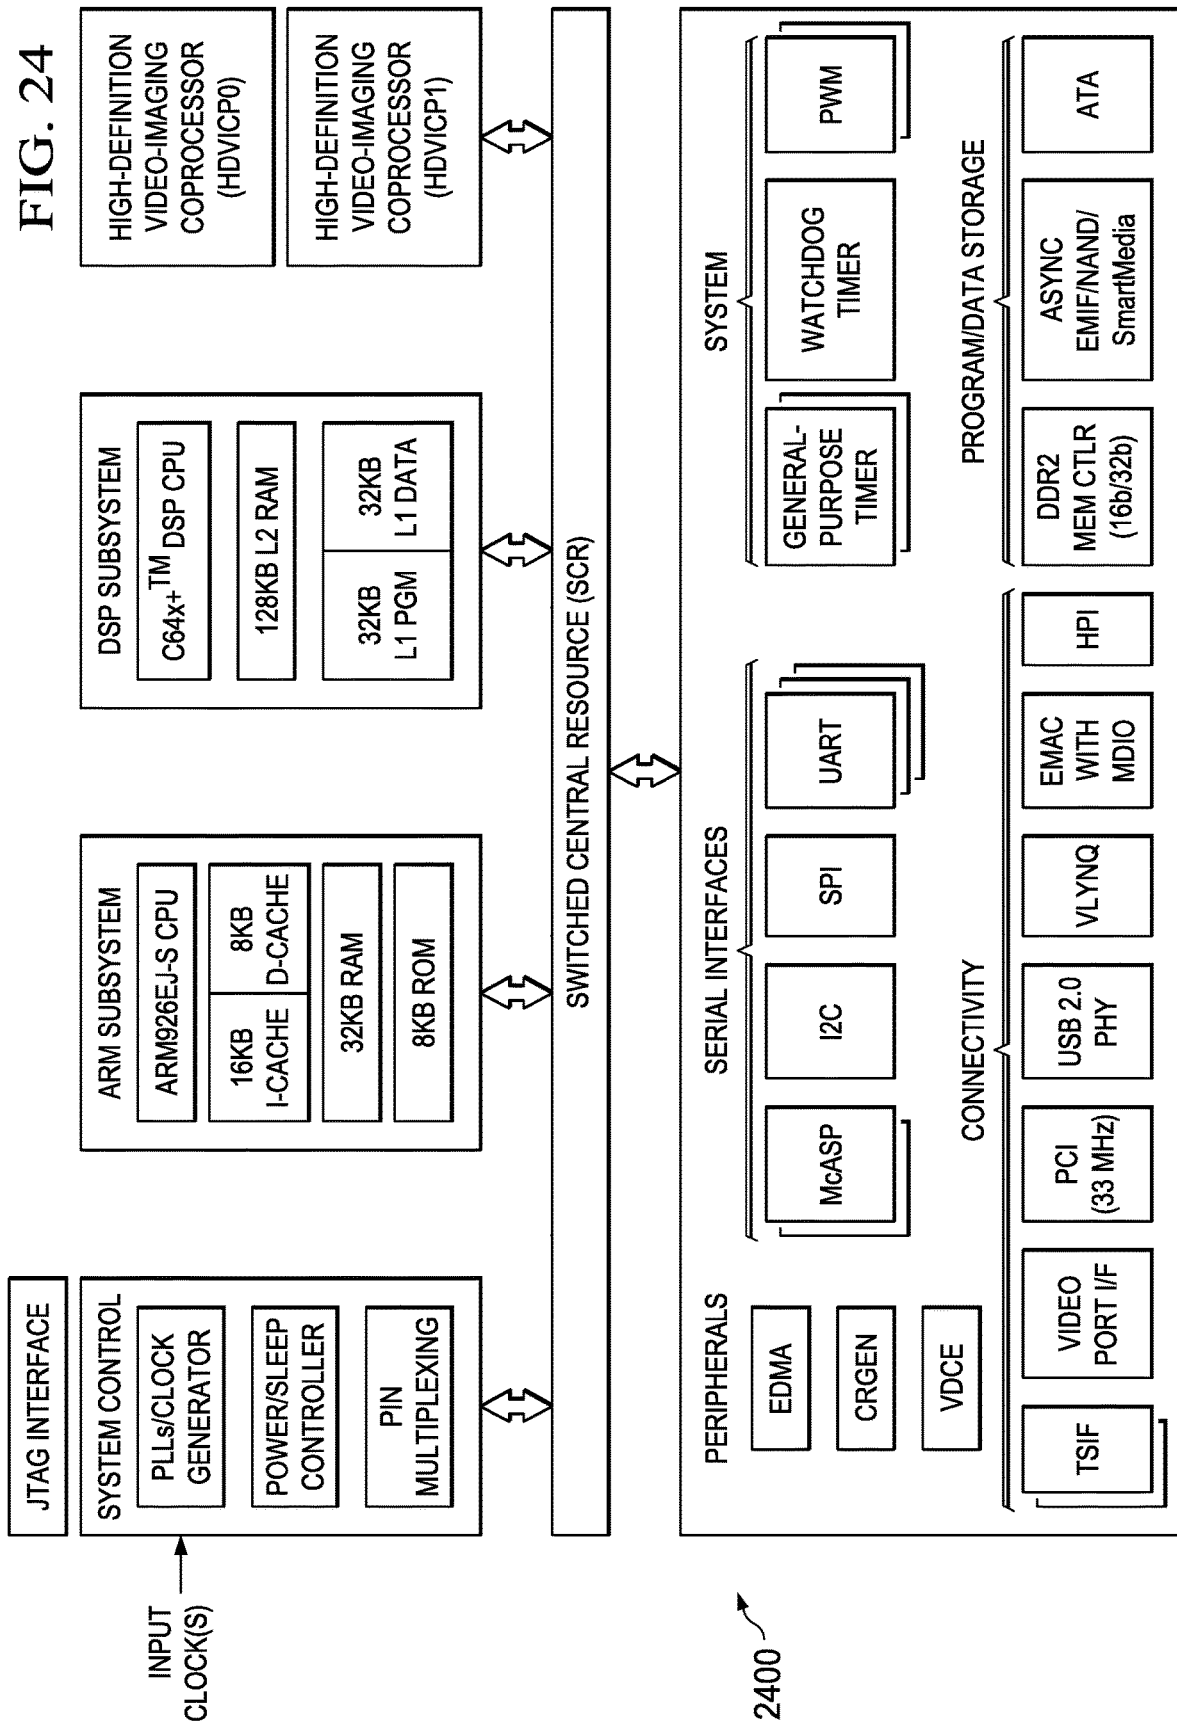 FIG. 24
JTAG INTERFACE
INPUT
CLOCK(S)
SYSTEM CONTROL
PLLs/CLOCK
GENERATOR
POWER/SLEEP
CONTROLLER
PIN
MULTIPLEXING
ARM SUBSYSTEM
ARM926EJ-S CPU
16KB
I-CACHE
8KB
D-CACHE
32KB RAM
8KB ROM
DSP SUBSYSTEM
C64x+™ DSP CPU
128KB L2 RAM
32KB
L1 PGM
32KB
L1 DATA
HIGH-DEFINITION
VIDEO-IMAGING
COPROCESSOR
(HDVICP0)
HIGH-DEFINITION
VIDEO-IMAGING
COPROCESSOR
(HDVICP1)
SWITCHED CENTRAL RESOURCE (SCR)
2400
PERIPHERALS
EDMA
CRGEN
VDCE
SERIAL INTERFACES
McASP
I2C
SPI
UART
SYSTEM
GENERAL-
PURPOSE
TIMER
WATCHDOG
TIMER
PWM
CONNECTIVITY
TSIF
VIDEO
PORT I/F
PCI
(33 MHz)
USB 2.0
PHY
VLYNQ
EMAC
WITH
MDIO
HPI
PROGRAM/DATA STORAGE
DDR2
MEM CTLR
(16b/32b)
ASYNC
EMIF/NAND/
SmartMedia
ATA